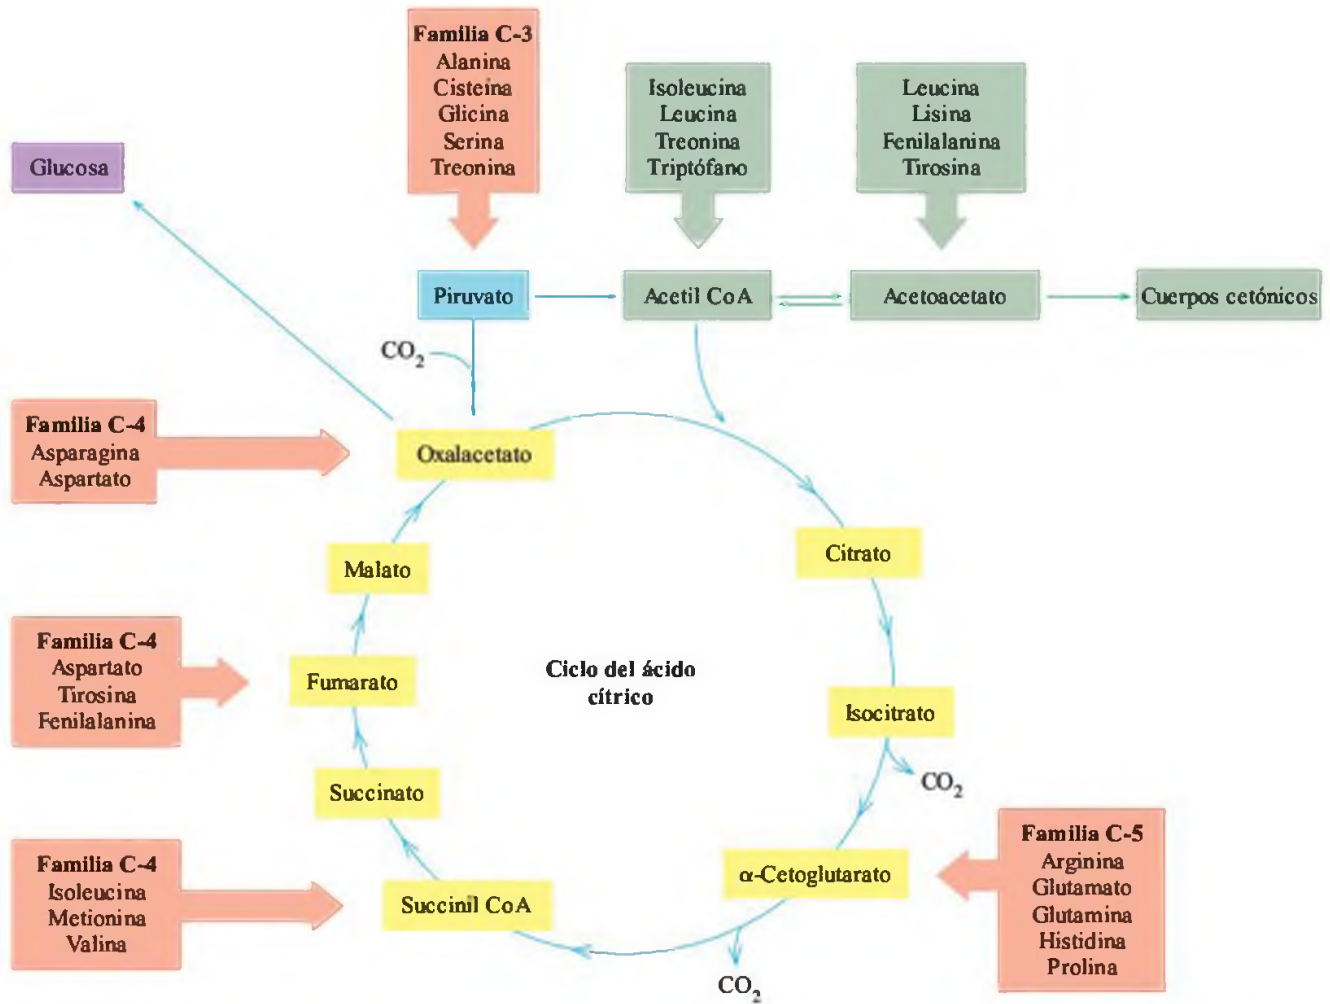 Familia C-3
Alanina
Cisteína
Glicina
Serina
Treonina
Isoleucina
Leucina
Treonina
Triptófano
Leucina
Lisina
Fenilalanina
Tirosina
Glucosa
Piruvato
Acetil CoA
Acetoacetato
Cuerpos cetónicos
CO₂
Familia C-4
Asparagina
Aspartato
Oxalacetato
Citrato
Malato
Familia C-4
Aspartato
Tirosina
Fenilalanina
Fumarato
Ciclo del ácido
cítrico
Isocitrato
CO₂
Succinato
Familia C-4
Isoleucina
Metionina
Valina
Succinil CoA
α-Cetoglutarato
CO₂
Familia C-5
Arginina
Glutamato
Glutamina
Histidina
Prolina